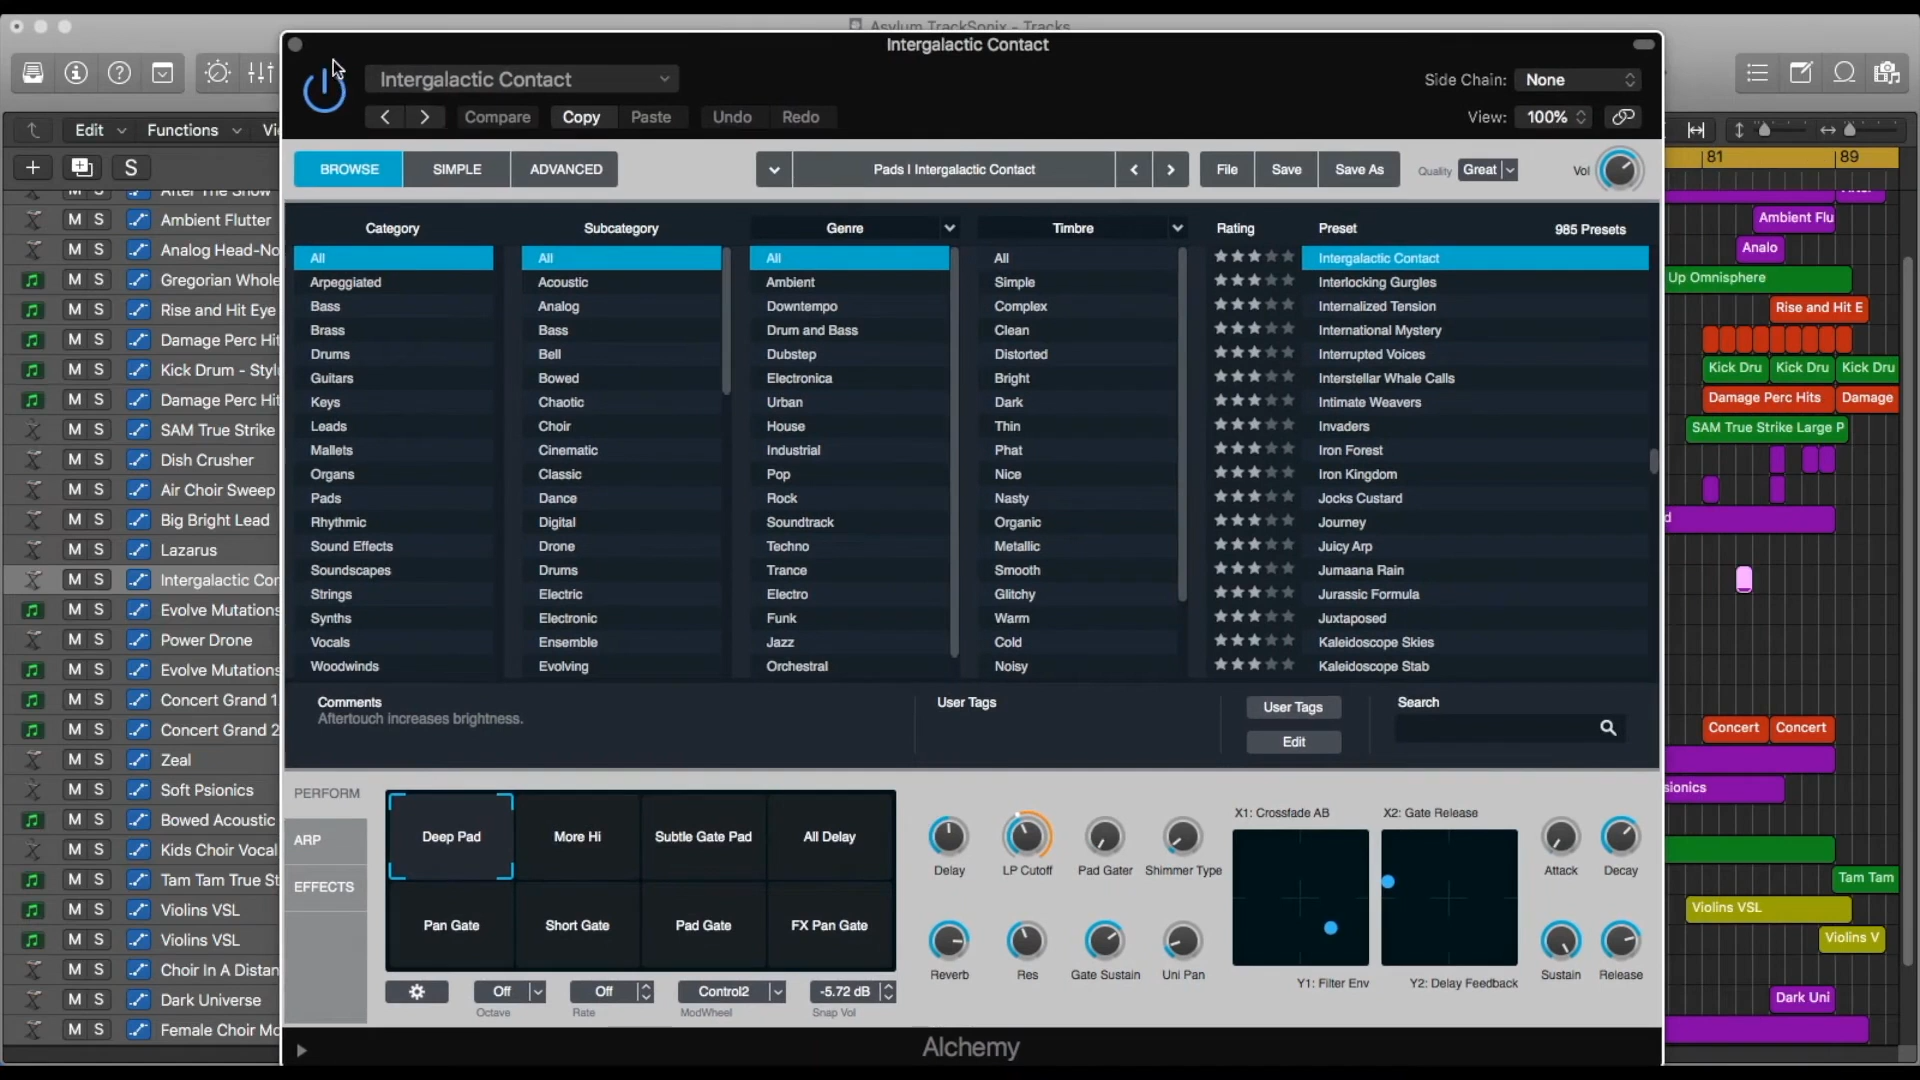 Asylum TrackSonix - Tracks
Intergalactic Contact
Intergalactic Contact
Side Chain: None
Compare Copy Paste Undo Redo
View: 100%
Edit Functions
S
BROWSE SIMPLE ADVANCED
Pads I Intergalactic Contact
File Save Save As
Quality Great
Vol
81 89
Category Subcategory Genre Timbre Rating Preset 985 Presets
All All All All Intergalactic Contact
Arpeggiated Acoustic Ambient Simple Interlocking Gurgles
Bass Analog Downtempo Complex Internalized Tension
Brass Bass Drum and Bass Clean International Mystery
Drums Bell Dubstep Distorted Interrupted Voices
Guitars Bowed Electronica Bright Interstellar Whale Calls
Keys Chaotic Urban Dark Intimate Weavers
Leads Choir House Thin Invaders
Mallets Cinematic Industrial Phat Iron Forest
Organs Classic Pop Nice Iron Kingdom
Pads Dance Rock Nasty Jocks Custard
Rhythmic Digital Soundtrack Organic Journey
Sound Effects Drone Techno Metallic Juicy Arp
Soundscapes Drums Trance Smooth Jumaana Rain
Strings Electric Electro Glitchy Jurassic Formula
Synths Electronic Funk Warm Juxtaposed
Vocals Ensemble Jazz Cold Kaleidoscope Skies
Woodwinds Evolving Orchestral Noisy Kaleidoscope Stab
Comments
Aftertouch increases brightness.
User Tags
User Tags
Edit
Search
PERFORM
ARP
EFFECTS
Deep Pad More Hi Subtle Gate Pad All Delay
Pan Gate Short Gate Pad Gate FX Pan Gate
Off Off Control2 -5.72 dB
Octave Rate ModWheel Snap Vol
Delay LP Cutoff Pad Gater Shimmer Type
Reverb Res Gate Sustain Uni Pan
X1: Crossfade AB X2: Gate Release
Y1: Filter Env Y2: Delay Feedback
Attack Decay
Sustain Release
Alchemy
M S After The Show
M S Ambient Flutter
M S Analog Head-No
M S Gregorian Whole
M S Rise and Hit Eye
M S Damage Perc Hit
M S Kick Drum - Styl
M S Damage Perc Hit
M S SAM True Strike
M S Dish Crusher
M S Air Choir Sweep
M S Big Bright Lead
M S Lazarus
M S Intergalactic Cor
M S Evolve Mutations
M S Power Drone
M S Evolve Mutations
M S Concert Grand 1
M S Concert Grand 2
M S Zeal
M S Soft Psionics
M S Bowed Acoustic
M S Kids Choir Vocal
M S Tam Tam True St
M S Violins VSL
M S Violins VSL
M S Choir In A Distan
M S Dark Universe
M S Female Choir Mo
Ambient Flu
Analo
Up Omnisphere
Rise and Hit E
Kick Dru Kick Dru Kick Dru
Damage Perc Hits Damage
SAM True Strike Large P
Concert Concert
sionics
Tam Tam
Violins VSL
Violins V
Dark Uni